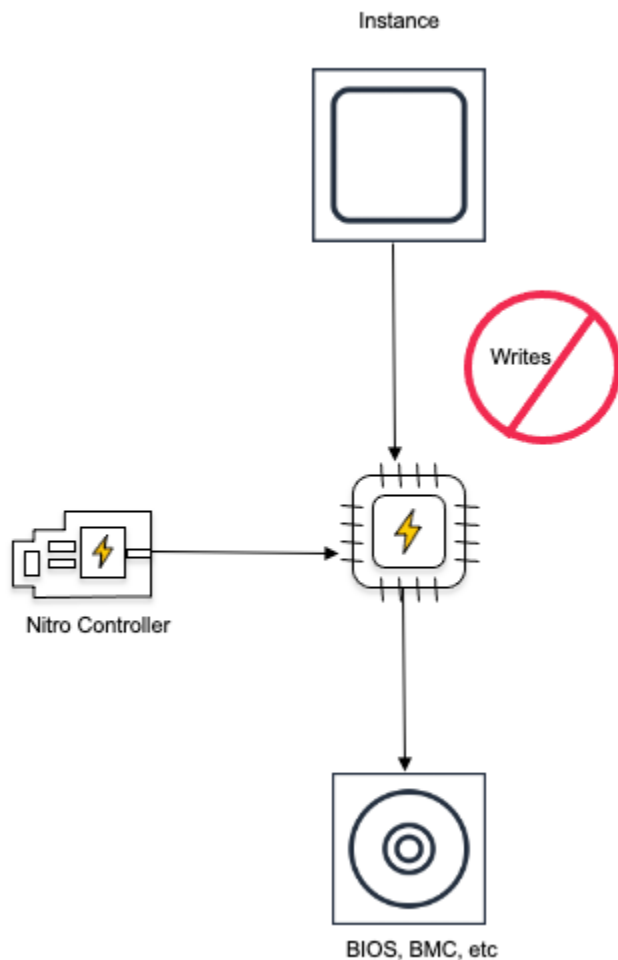 Instance
Writes
Nitro Controller
BIOS, BMC, etc